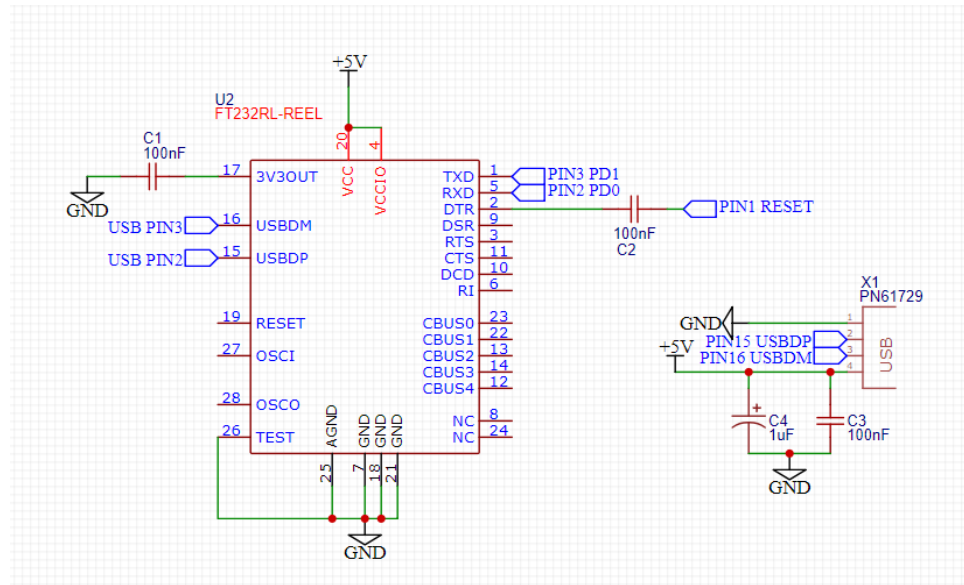 +5V
U2
FT232RL-REEL
C1
100nF
GND
20
VCC
4
VCCIO
17 3V3OUT
USB PIN3 16 USBDM
USB PIN2 15 USBDP
19 RESET
27 OSCI
28 OSCO
26 TEST
TXD 1 PIN3 PD1
RXD 5 PIN2 PD0
DTR 2
DSR 9
RTS 3
CTS 11
DCD 10
RI 6
CBUS0 23
CBUS1 22
CBUS2 13
CBUS3 14
CBUS4 12
NC 8
NC 24
AGND GND GND GND
25 7 18 21
GND
100nF
C2
PIN1 RESET
X1
PN61729
GND 1
PIN15 USBDP 2
PIN16 USBDM 3
+5V 4
USB
+
C4
1uF
C3
100nF
GND